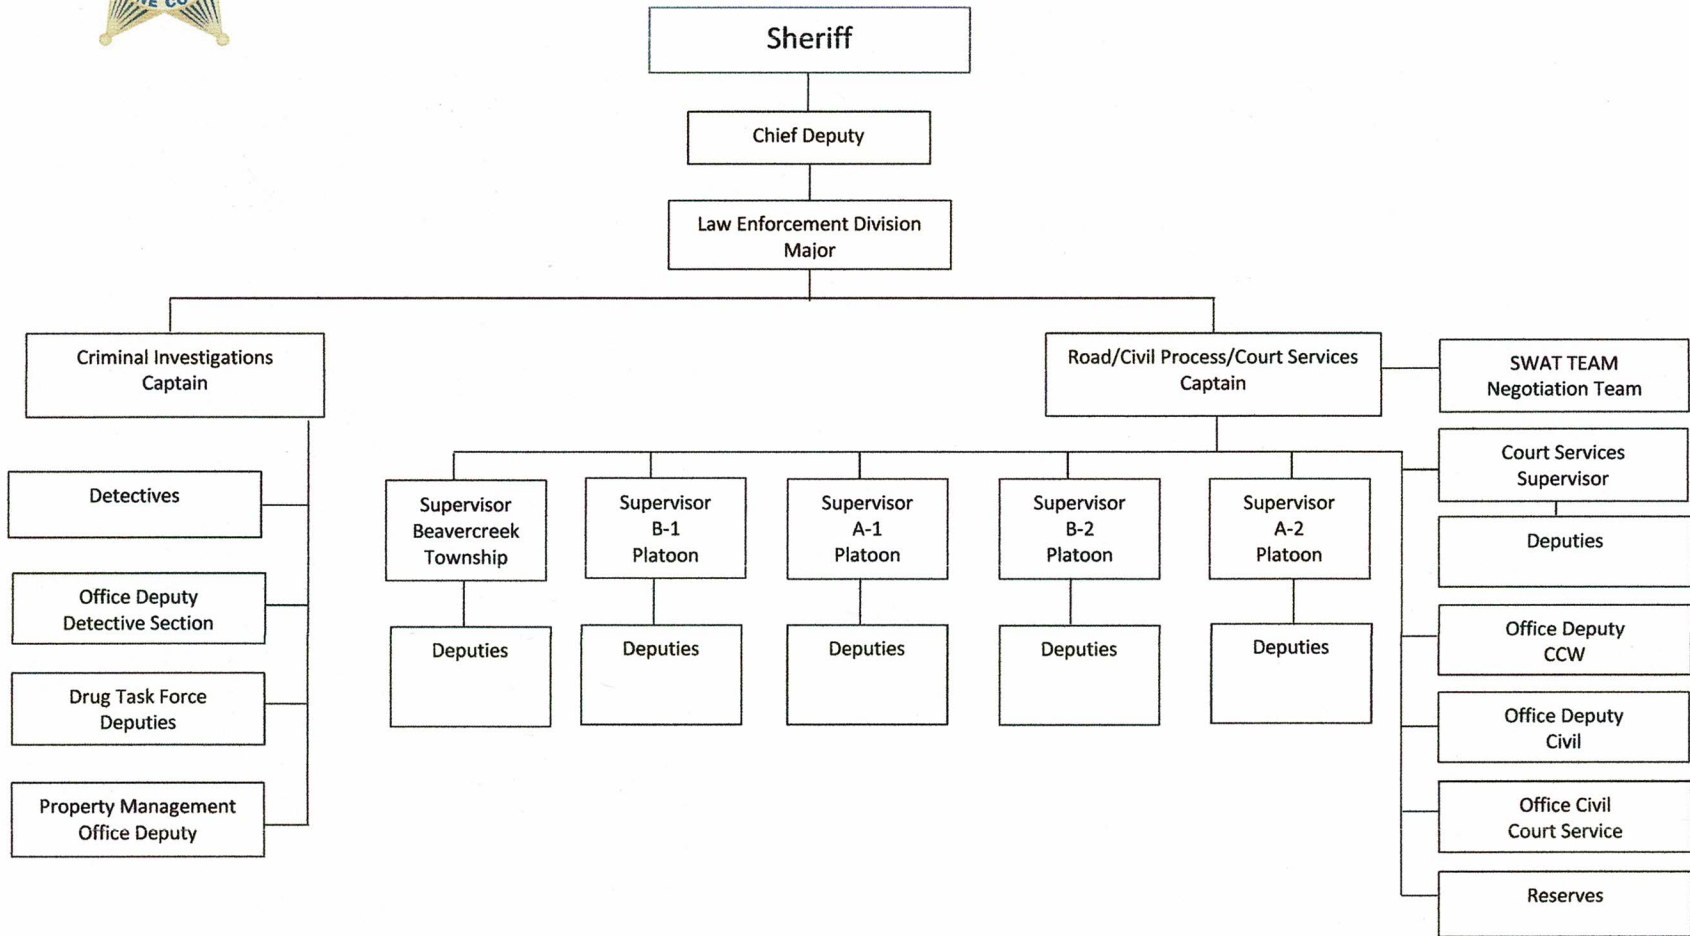 NE CO
Sheriff
Chief Deputy
Law Enforcement Division
Major
Criminal Investigations
Captain
Road/Civil Process/Court Services
Captain
SWAT TEAM
Negotiation Team
Detectives
Office Deputy
Detective Section
Drug Task Force
Deputies
Property Management
Office Deputy
Supervisor
Beavercreek
Township
Deputies
Supervisor
B-1
Platoon
Deputies
Supervisor
A-1
Platoon
Deputies
Supervisor
B-2
Platoon
Deputies
Supervisor
A-2
Platoon
Deputies
Court Services
Supervisor
Deputies
Office Deputy
CCW
Office Deputy
Civil
Office Civil
Court Service
Reserves